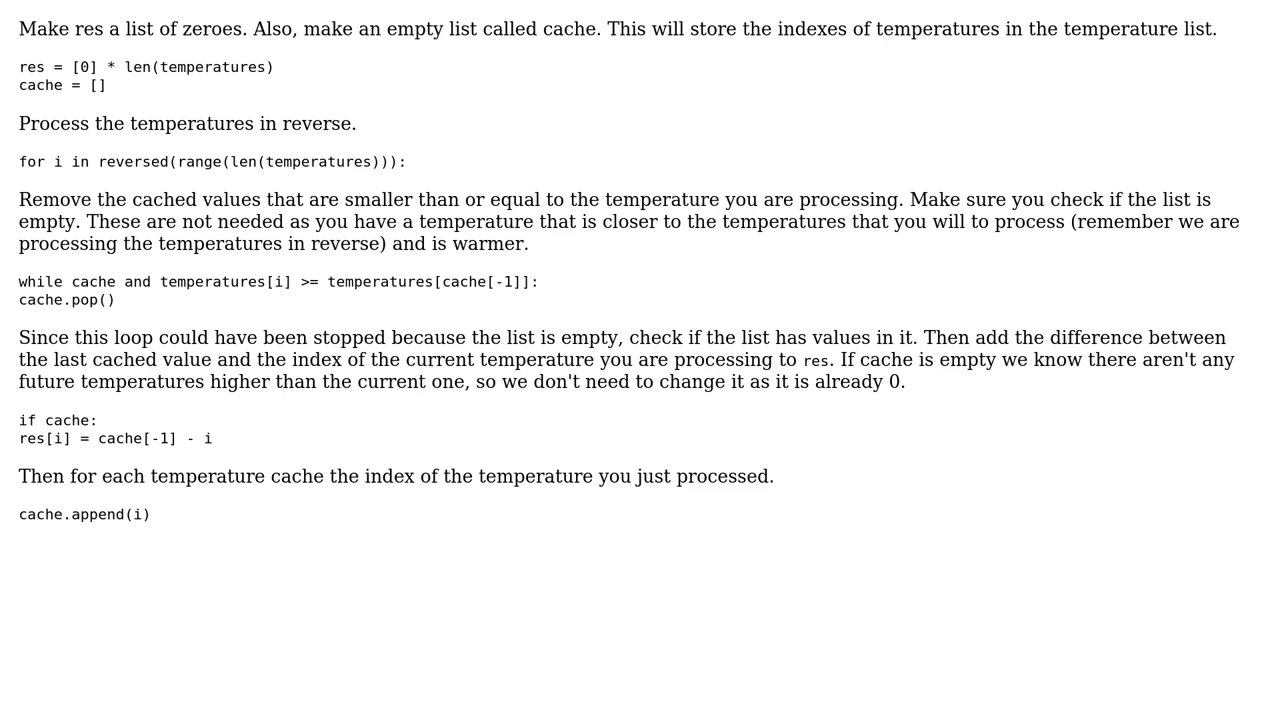 Make res a list of zeroes. Also, make an empty list called cache. This will store the indexes of temperatures in the temperature list.
res = [0] * len(temperatures)
cache = []
Process the temperatures in reverse.
for i in reversed(range(len(temperatures))):
Remove the cached values that are smaller than or equal to the temperature you are processing. Make sure you check if the list is
empty. These are not needed as you have a temperature that is closer to the temperatures that you will to process (remember we are
processing the temperatures in reverse) and is warmer.
while cache and temperatures[i] >= temperatures[cache[-1]]:
cache.pop()
Since this loop could have been stopped because the list is empty, check if the list has values in it. Then add the difference between
the last cached value and the index of the current temperature you are processing to res. If cache is empty we know there aren't any
future temperatures higher than the current one, so we don't need to change it as it is already 0.
if cache:
res[i] = cache[-1] - i
Then for each temperature cache the index of the temperature you just processed.
cache.append(i)